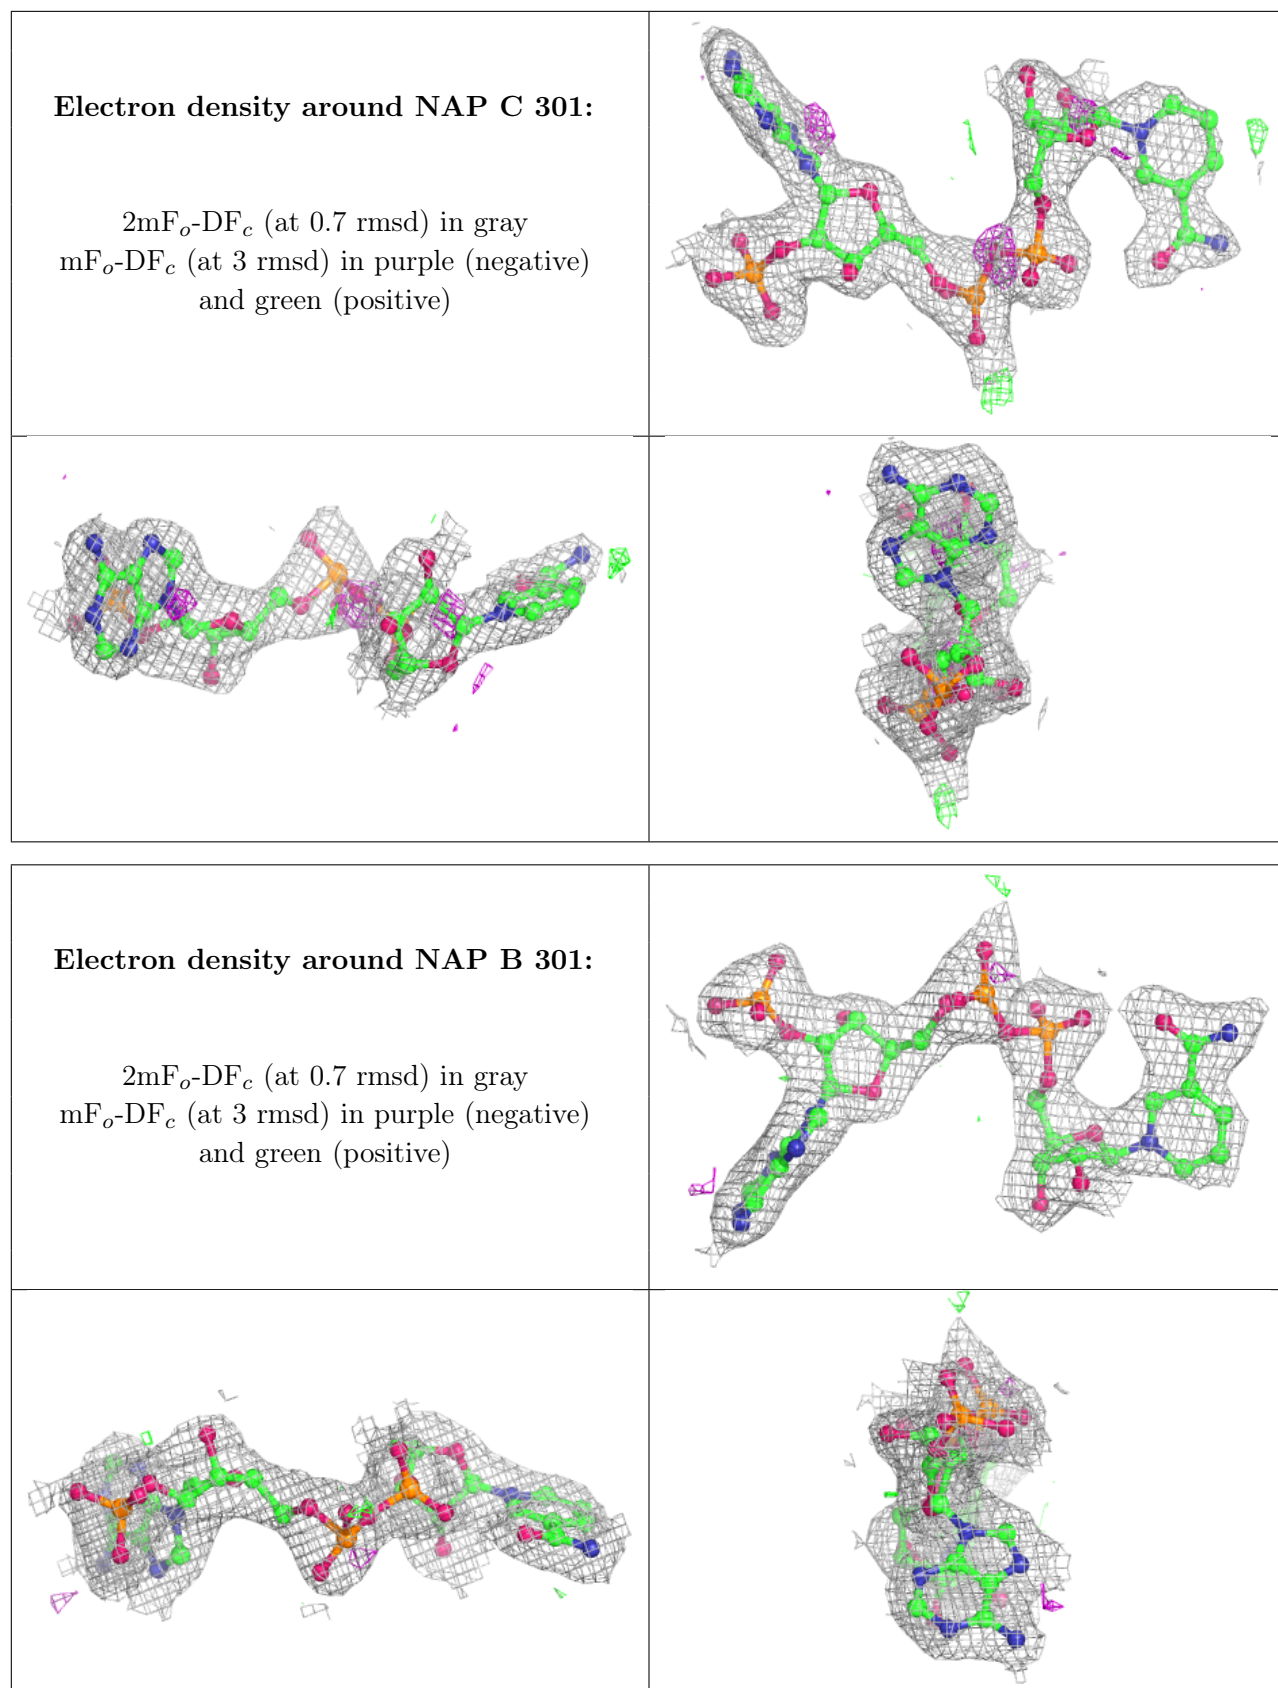 Electron density around NAP C 301:
2mFo-DFc (at 0.7 rmsd) in gray
mFo-DFc (at 3 rmsd) in purple (negative)
and green (positive)
Electron density around NAP B 301:
2mFo-DFc (at 0.7 rmsd) in gray
mFo-DFc (at 3 rmsd) in purple (negative)
and green (positive)